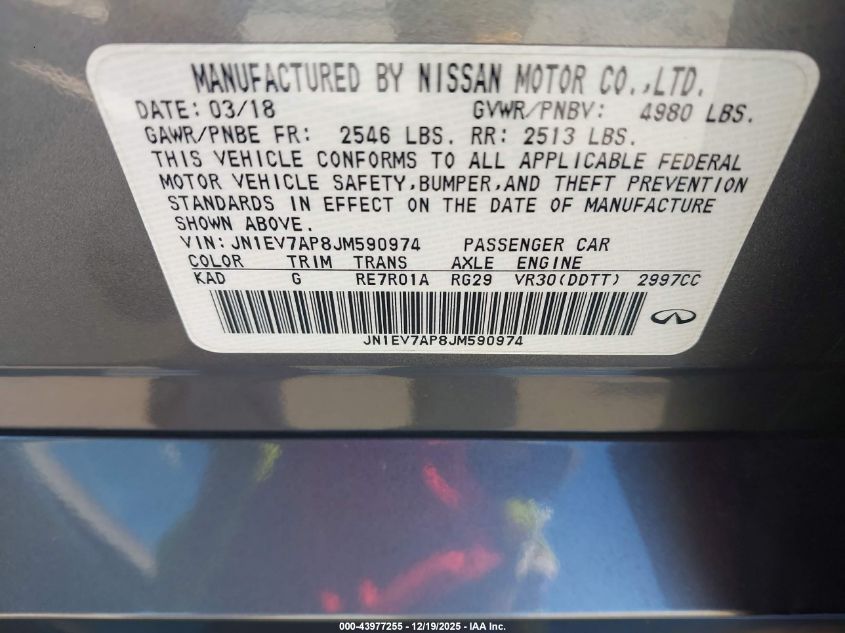 MANUFACTURED BY NISSAN MOTOR CO.,LTD.
DATE: 03/18 GVWR/PNBV: 4980 LBS.
GAWR/PNBE FR: 2546 LBS. RR: 2513 LBS.
THIS VEHICLE CONFORMS TO ALL APPLICABLE FEDERAL
MOTOR VEHICLE SAFETY,BUMPER,AND THEFT PREVENTION
STANDARDS IN EFFECT ON THE DATE OF MANUFACTURE
SHOWN ABOVE.
VIN: JN1EV7AP8JM590974 PASSENGER CAR
COLOR TRIM TRANS AXLE ENGINE
KAD G RE7R01A RG29 VR30(DDTT) 2997CC
JN1EV7AP8JM590974
000-43977255 - 12/19/2025 - IAA Inc.